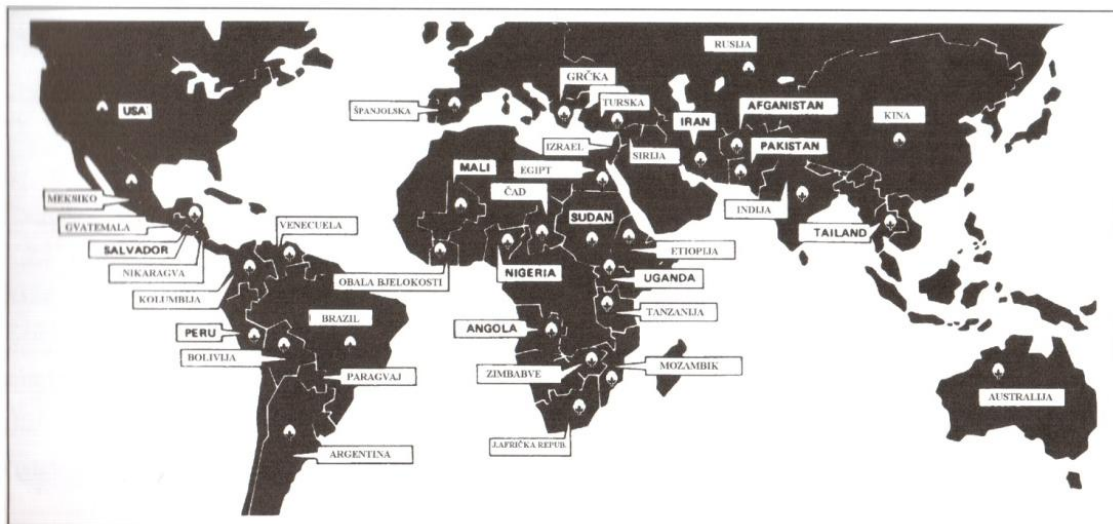 RUSIJA
GRČKA
USA
ŠPANJOLSKA
TURSKA
IRAN
AFGANISTAN
KINA
IZRAEL
SIRIJA
PAKISTAN
MALI
EGIPT
ČAD
MEKSIKO
INDIJA
GVATEMALA
SUDAN
TAILAND
SALVADOR
VENECUELA
ETIOPIJA
NIKARAGVA
NIGERIA
OBALA BJELOKOSTI
UGANDA
KOLUMBIJA
TANZANIJA
BRAZIL
PERU
ANGOLA
BOLIVIJA
ZIMBABVE
MOZAMBIK
PARAGVAJ
AUSTRALIJA
J.AFRIČKA REPUB.
ARGENTINA